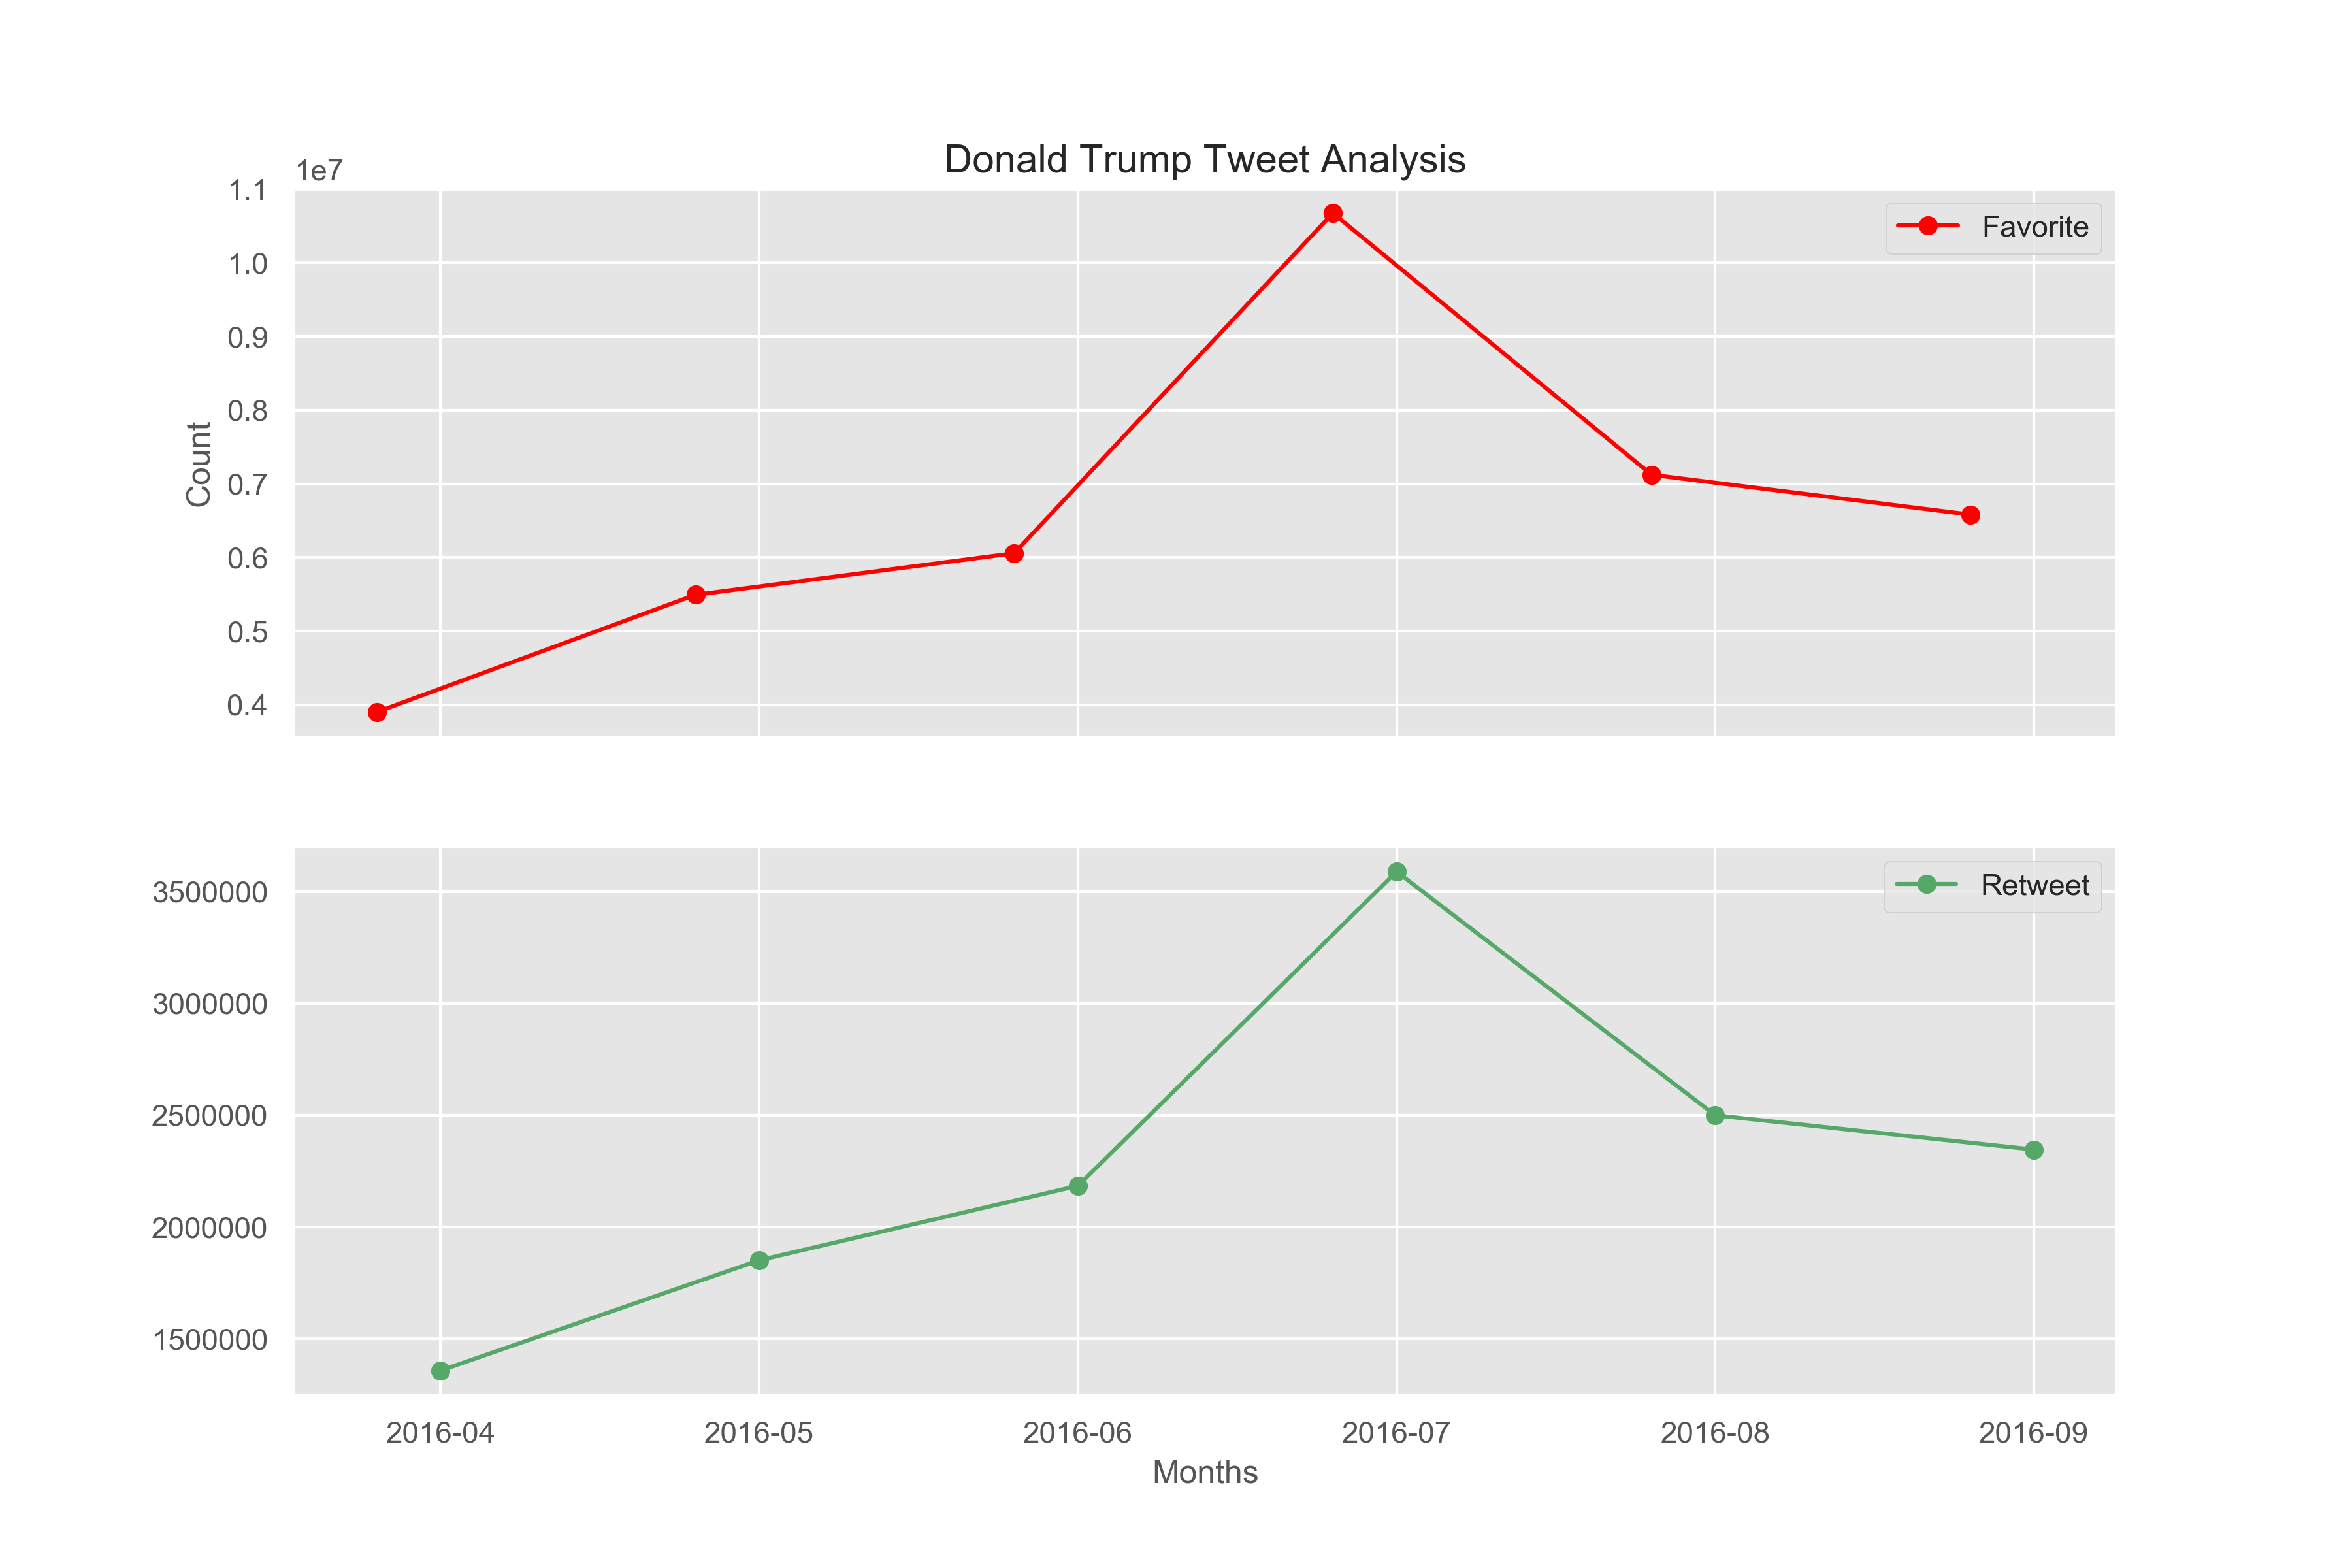 Donald Trump Tweet Analysis
1e7
1.1
1.0
0.9
0.8
0.7
0.6
0.5
0.4
Count
Favorite
3500000
3000000
2500000
2000000
1500000
Retweet
2016-04 2016-05 2016-06 2016-07 2016-08 2016-09
Months